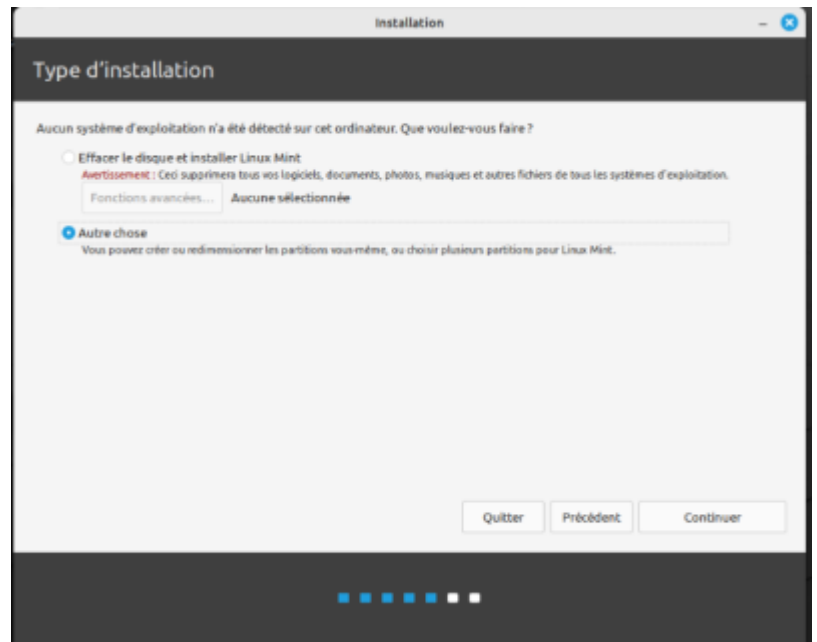 Installation
Type d'installation
Aucun système d'exploitation n'a été détecté sur cet ordinateur. Que voulez-vous faire ?
Effacer le disque et installer Linux Mint
Avertissement : Ceci supprimera tous vos logiciels, documents, photos, musiques et autres fichiers de tous les systèmes d'exploitation.
Fonctions avancées... Aucune sélectionnée
Autre chose
Vous pouvez créer ou redimensionner les partitions vous-même, ou choisir plusieurs partitions pour Linux Mint.
Quitter Précédent Continuer